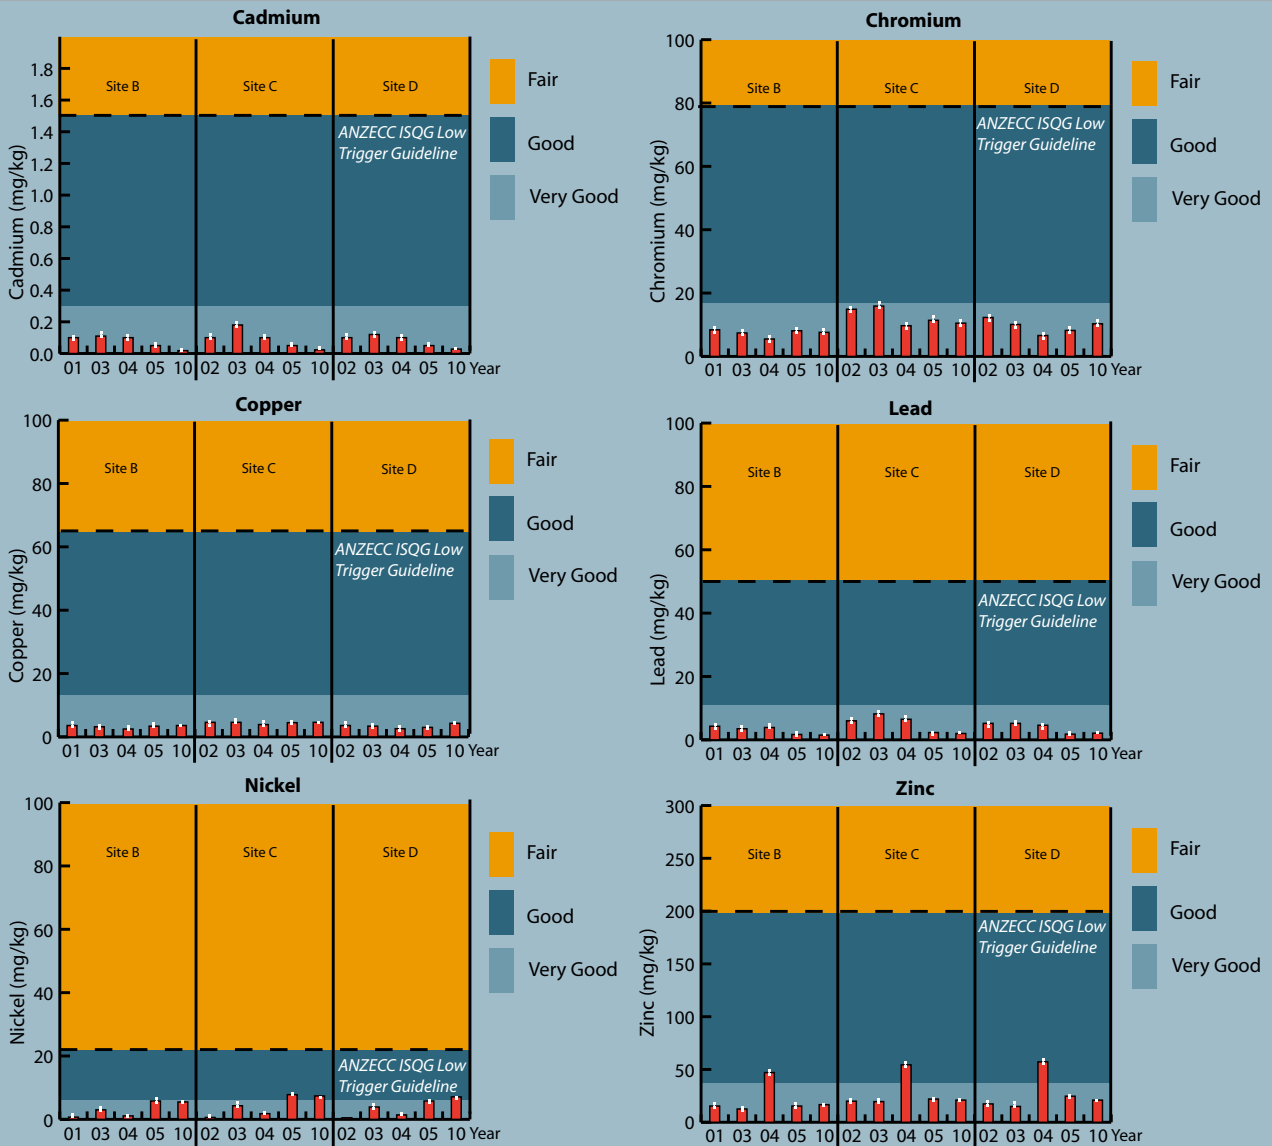 Cadmium
Cadmium (mg/kg)
1.8
1.6
1.4
1.2
1.0
0.8
0.6
0.4
0.2
0.0
Site B Site C Site D
ANZECC ISQG Low
Trigger Guideline
01 03 04 05 10 02 03 04 05 10 02 03 04 05 10 Year
Fair
Good
Very Good
Chromium
Chromium (mg/kg)
100
80
60
40
20
0
Site B Site C Site D
ANZECC ISQG Low
Trigger Guideline
01 03 04 05 10 02 03 04 05 10 02 03 04 05 10 Year
Fair
Good
Very Good
Copper
Copper (mg/kg)
100
80
60
40
20
0
Site B Site C Site D
ANZECC ISQG Low
Trigger Guideline
01 03 04 05 10 02 03 04 05 10 02 03 04 05 10 Year
Fair
Good
Very Good
Lead
Lead (mg/kg)
100
80
60
40
20
0
Site B Site C Site D
ANZECC ISQG Low
Trigger Guideline
01 03 04 05 10 02 03 04 05 10 02 03 04 05 10 Year
Fair
Good
Very Good
Nickel
Nickel (mg/kg)
100
80
60
40
20
0
Site B Site C Site D
ANZECC ISQG Low
Trigger Guideline
01 03 04 05 10 02 03 04 05 10 02 03 04 05 10 Year
Fair
Good
Very Good
Zinc
Zinc (mg/kg)
300
250
200
150
100
50
0
Site B Site C Site D
ANZECC ISQG Low
Trigger Guideline
01 03 04 05 10 02 03 04 05 10 02 03 04 05 10 Year
Fair
Good
Very Good